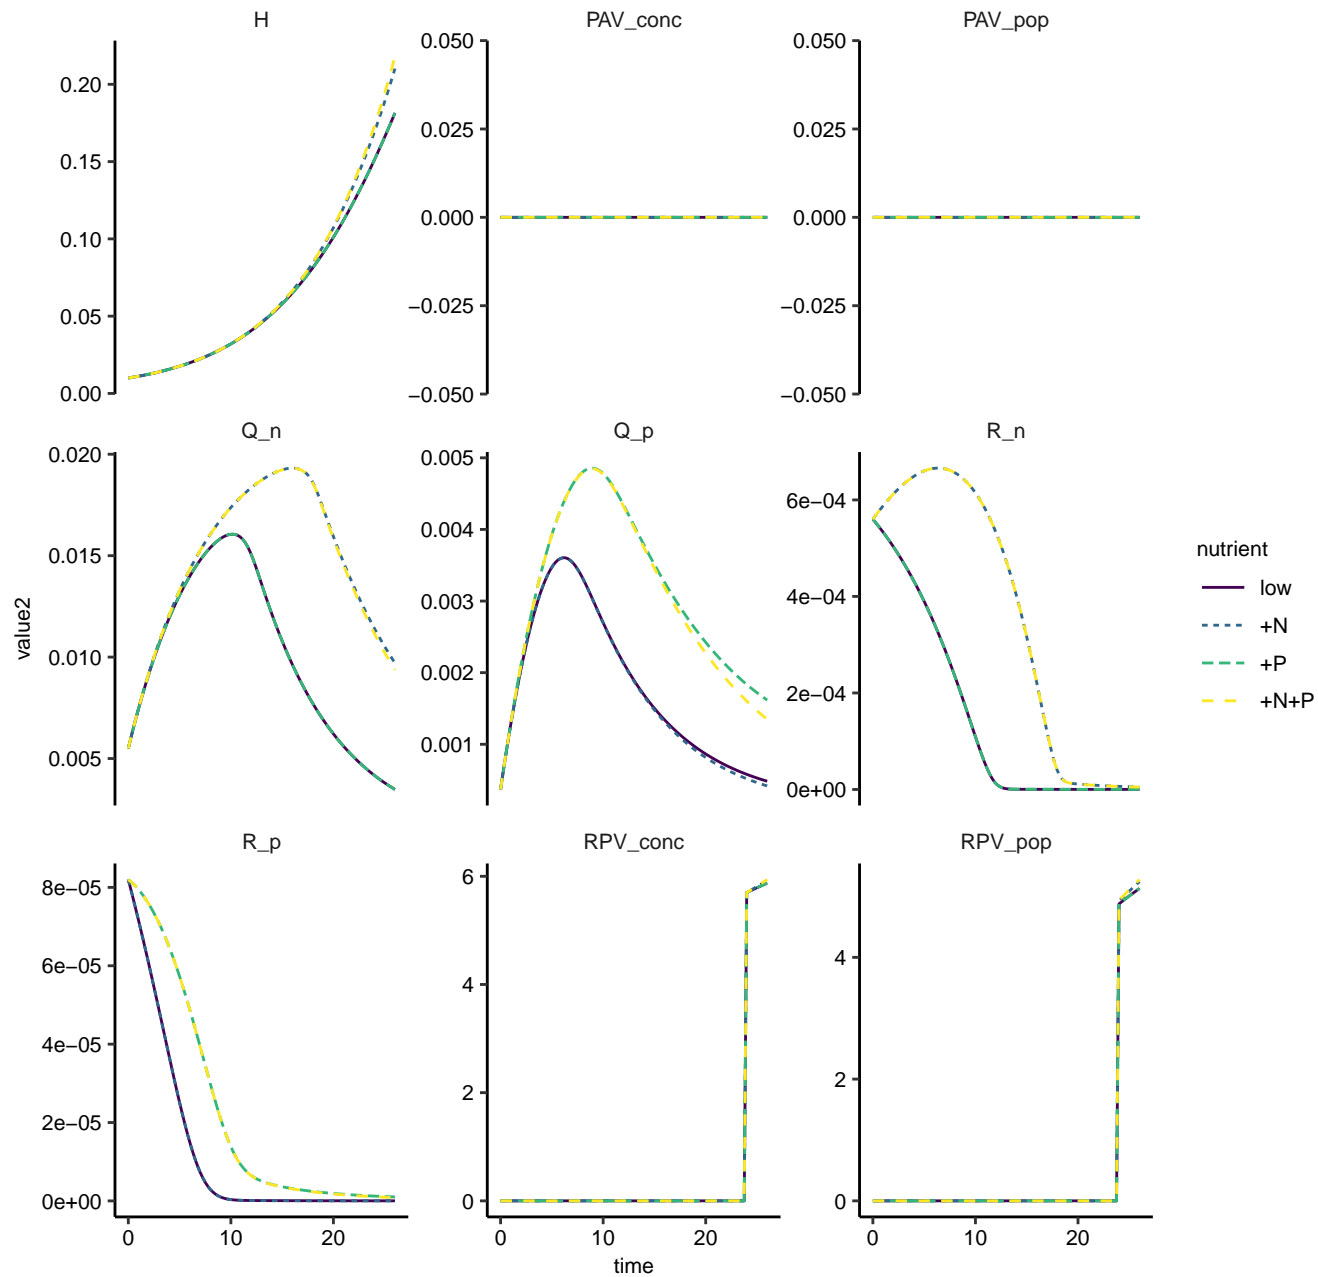 H
PAV_conc
PAV_pop
0.20
0.15
0.10
0.05
0.00
0.050
0.025
0.000
−0.025
−0.050
0.050
0.025
0.000
−0.025
−0.050
Q_n
Q_p
R_n
0.020
0.015
0.010
0.005
0.005
0.004
0.003
0.002
0.001
6e−04
4e−04
2e−04
0e+00
R_p
RPV_conc
RPV_pop
8e−05
6e−05
4e−05
2e−05
0e+00
6
4
2
0
4
2
0
0 10 20
0 10 20
0 10 20
time
value2
nutrient
low
+N
+P
+N+P